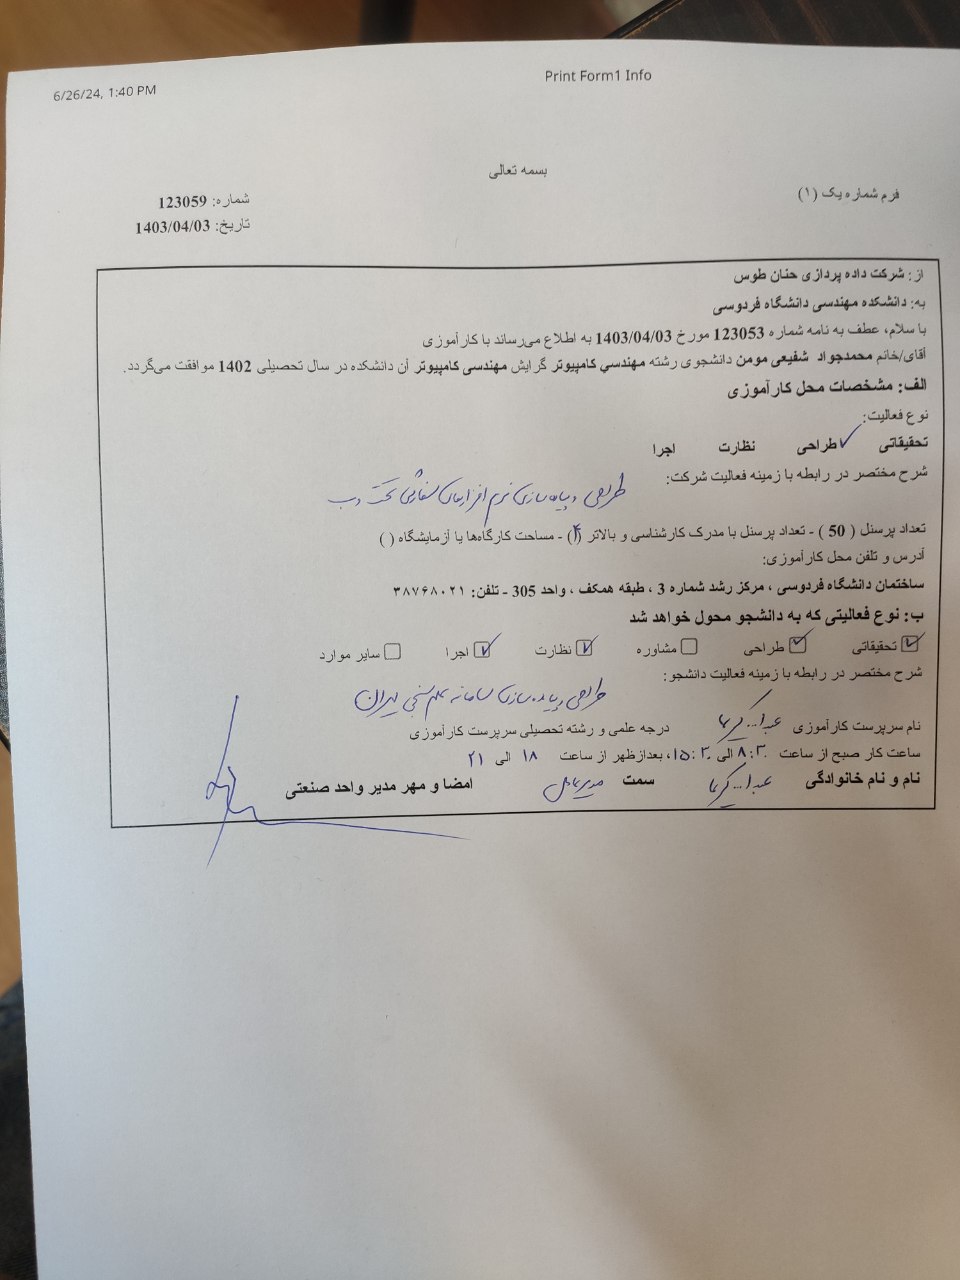 6/26/24, 1:40 PM
Print Form1 Info
بسمه تعالی
فرم شماره یک (۱)
شماره: 123059
تاریخ: 1403/04/03
از: شرکت داده پردازی حنان طوس
به: دانشکده مهندسی دانشگاه فردوسی
با سلام، عطف به نامه شماره 123053 مورخ 1403/04/03 به اطلاع می‌رساند با کارآموزی
آقای/خانم محمدجواد شفیعی مومن دانشجوی رشته مهندسي کامپیوتر گرایش مهندسی کامپیوتر آن دانشکده در سال تحصیلی 1402 موافقت می‌گردد.
الف: مشخصات محل کارآموزی
نوع فعالیت:
تحقیقاتی طراحی نظارت اجرا
شرح مختصر در رابطه با زمینه فعالیت شرکت:
طراحی و پیاده سازی نرم افزارهای سفارشی تحت وب
تعداد پرسنل ( 50 ) - تعداد پرسنل با مدرک کارشناسی و بالاتر () - مساحت کارگاه‌ها یا آزمایشگاه ( )
آدرس و تلفن محل کارآموزی:
ساختمان دانشگاه فردوسی ، مرکز رشد شماره 3 ، طبقه همکف ، واحد 305 - تلفن: ۳۸۷۶۸۰۲۱
ب: نوع فعالیتی که به دانشجو محول خواهد شد
تحقیقاتی طراحی مشاوره نظارت اجرا سایر موارد
شرح مختصر در رابطه با زمینه فعالیت دانشجو:
طراحی و پیاده سازی سامانه علم سنجی ایران
نام سرپرست کارآموزی درجه علمی و رشته تحصیلی سرپرست کارآموزی
ساعت کار صبح از ساعت ۸:۳۰ الی ۱۵:۳۰، بعدازظهر از ساعت ۱۸ الی ۲۱
نام و نام خانوادگی سمت مدیرعامل امضا و مهر مدیر واحد صنعتی